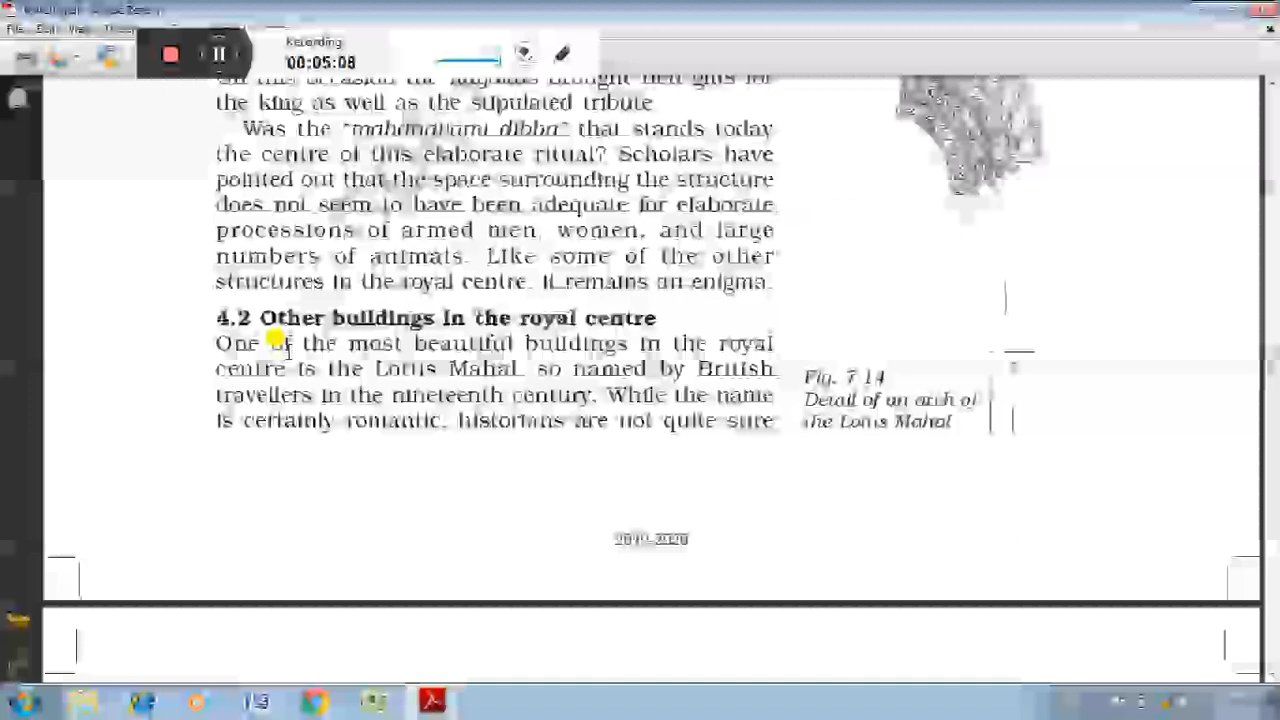 Recording
00:05:08
the king as well as the stipulated tribute
Was the "mahanavami dibba" that stands today
the centre of this elaborate ritual? Scholars have
pointed out that the space surrounding the structure
does not seem to have been adequate for elaborate
processions of armed men, women, and large
numbers of animals. Like some of the other
structures in the royal centre, it remains an enigma.
4.2 Other buildings in the royal centre
One of the most beautiful buildings in the royal
centre is the Lotus Mahal, so named by British
travellers in the nineteenth century. While the name
is certainly romantic, historians are not quite sure
Fig. 7.14
Detail of an arch of
the Lotus Mahal
2019-2020